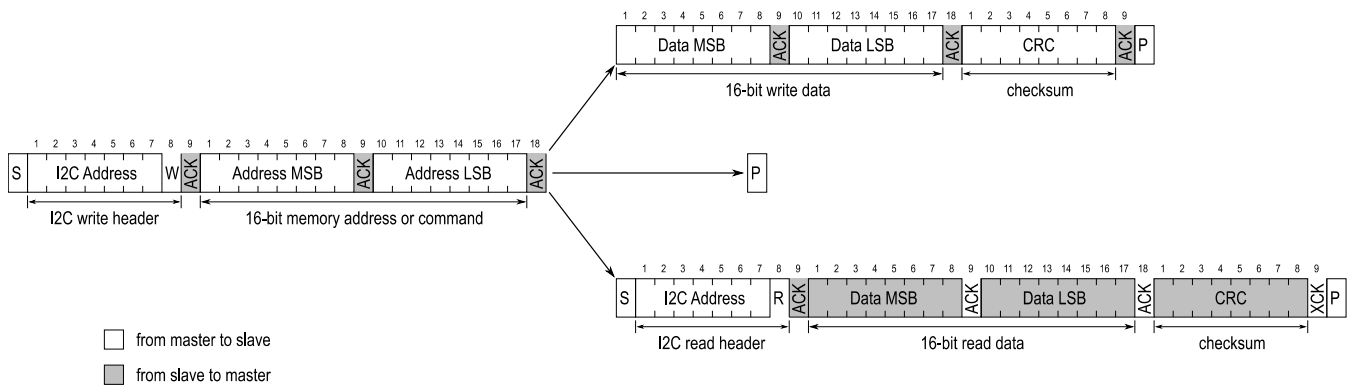 1 2 3 4 5 6 7 8 9 10 11 12 13 14 15 16 17 18 1 2 3 4 5 6 7 8 9
Data MSB ACK Data LSB ACK CRC ACK P
16-bit write data checksum
1 2 3 4 5 6 7 8 9 1 2 3 4 5 6 7 8 9 10 11 12 13 14 15 16 17 18
S I2C Address W ACK Address MSB ACK Address LSB ACK P
I2C write header 16-bit memory address or command
1 2 3 4 5 6 7 8 9 1 2 3 4 5 6 7 8 9 10 11 12 13 14 15 16 17 18 1 2 3 4 5 6 7 8 9
S I2C Address R ACK Data MSB ACK Data LSB ACK CRC XCK P
I2C read header 16-bit read data checksum
from master to slave
from slave to master